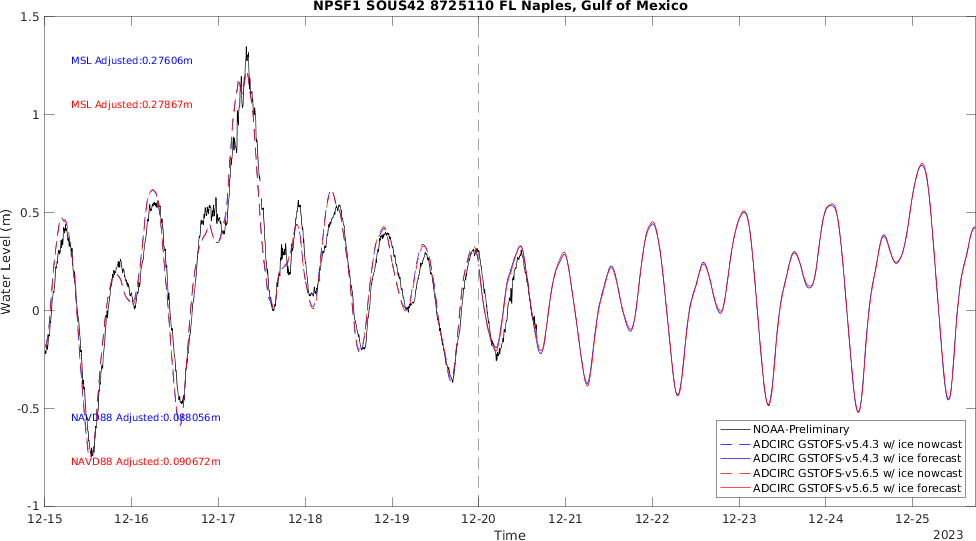 NPSF1 SOUS42 8725110 FL Naples, Gulf of Mexico
1.5
1
0.5
0
-0.5
-1
Water Level (m)
MSL Adjusted:0.27606m
MSL Adjusted:0.27867m
NAVD88 Adjusted:0.088056m
NAVD88 Adjusted:0.090672m
NOAA-Preliminary
ADCIRC GSTOFS-v5.4.3 w/ ice nowcast
ADCIRC GSTOFS-v5.4.3 w/ ice forecast
ADCIRC GSTOFS-v5.6.5 w/ ice nowcast
ADCIRC GSTOFS-v5.6.5 w/ ice forecast
12-15 12-16 12-17 12-18 12-19 12-20 12-21 12-22 12-23 12-24 12-25
Time
2023